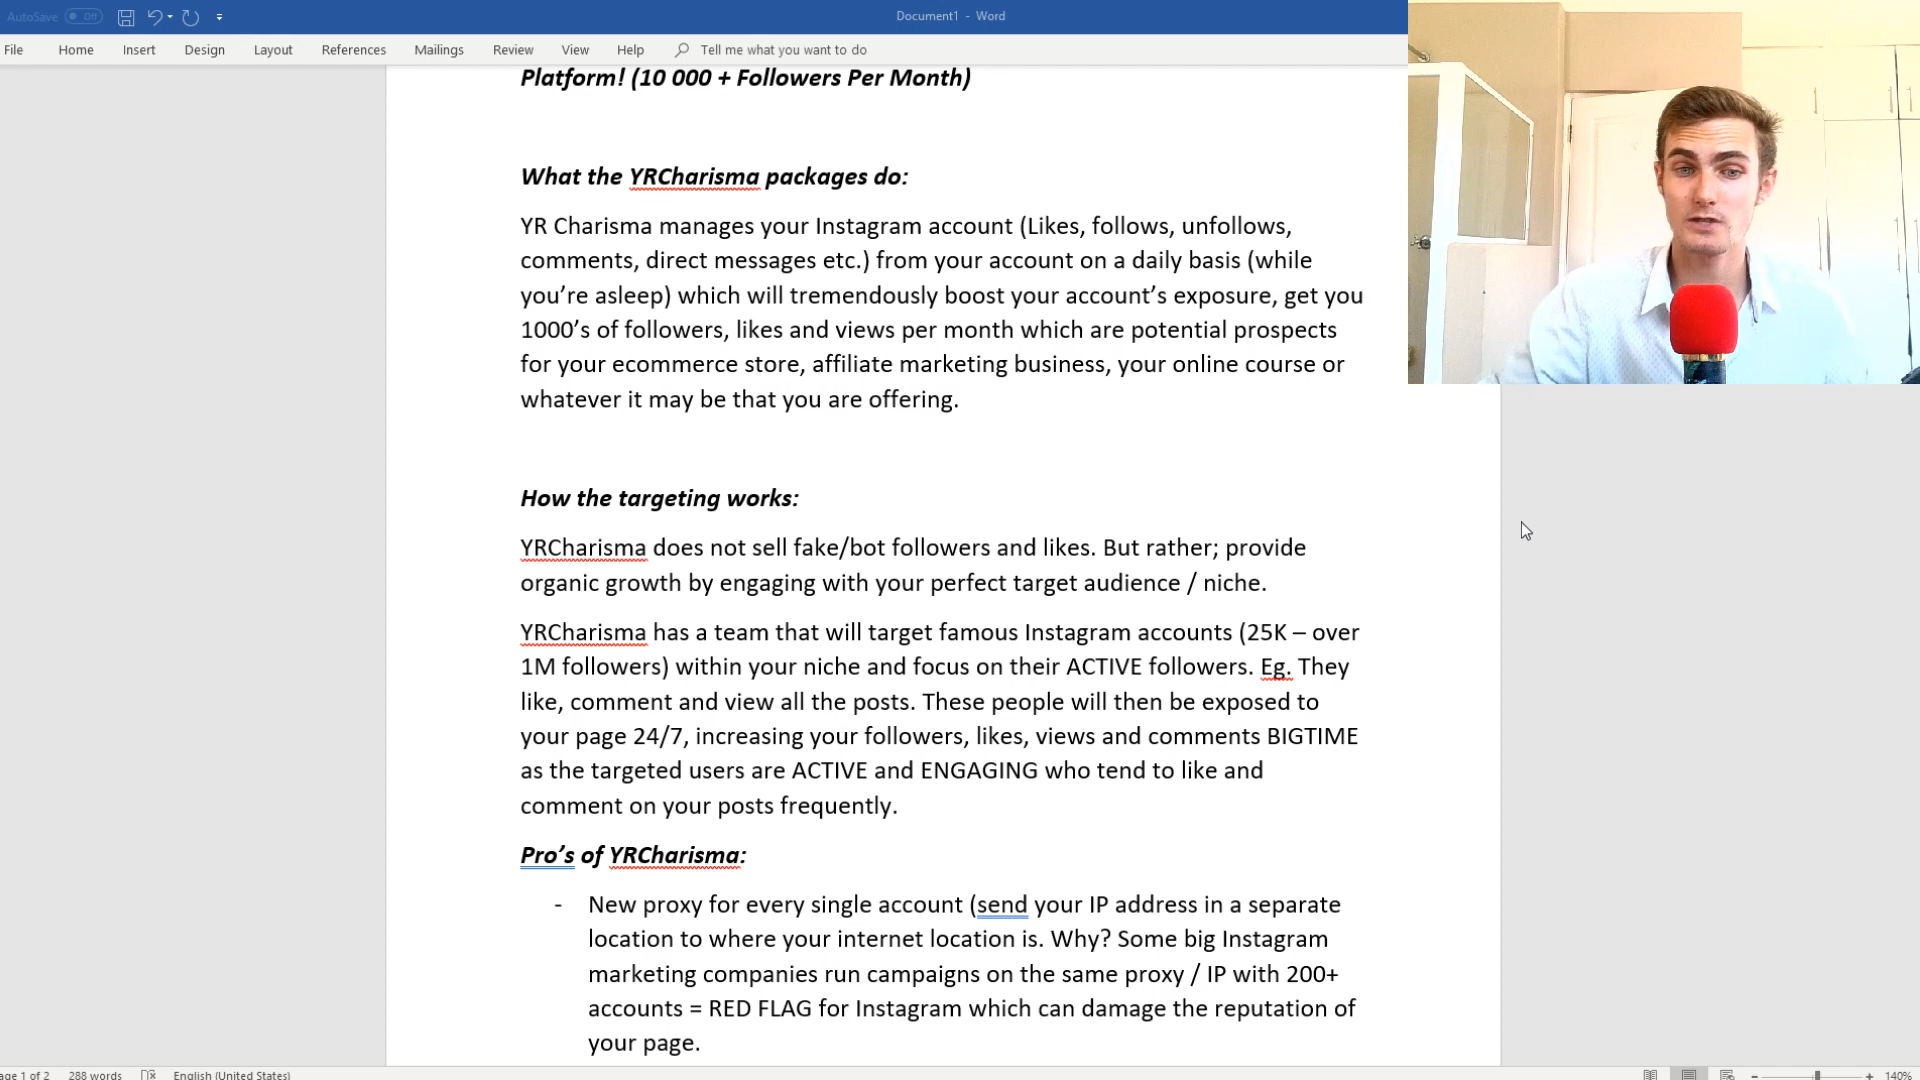 AutoSave Off
Document1 - Word
File Home Insert Design Layout References Mailings Review View Help Tell me what you want to do
Platform! (10 000 + Followers Per Month)
What the YRCharisma packages do:
YR Charisma manages your Instagram account (Likes, follows, unfollows,
comments, direct messages etc.) from your account on a daily basis (while
you’re asleep) which will tremendously boost your account’s exposure, get you
1000’s of followers, likes and views per month which are potential prospects
for your ecommerce store, affiliate marketing business, your online course or
whatever it may be that you are offering.
How the targeting works:
YRCharisma does not sell fake/bot followers and likes. But rather; provide
organic growth by engaging with your perfect target audience / niche.
YRCharisma has a team that will target famous Instagram accounts (25K – over
1M followers) within your niche and focus on their ACTIVE followers. Eg. They
like, comment and view all the posts. These people will then be exposed to
your page 24/7, increasing your followers, likes, views and comments BIGTIME
as the targeted users are ACTIVE and ENGAGING who tend to like and
comment on your posts frequently.
Pro’s of YRCharisma:
- New proxy for every single account (send your IP address in a separate
location to where your internet location is. Why? Some big Instagram
marketing companies run campaigns on the same proxy / IP with 200+
accounts = RED FLAG for Instagram which can damage the reputation of
your page.
age 1 of 2 288 words English (United States) 140%